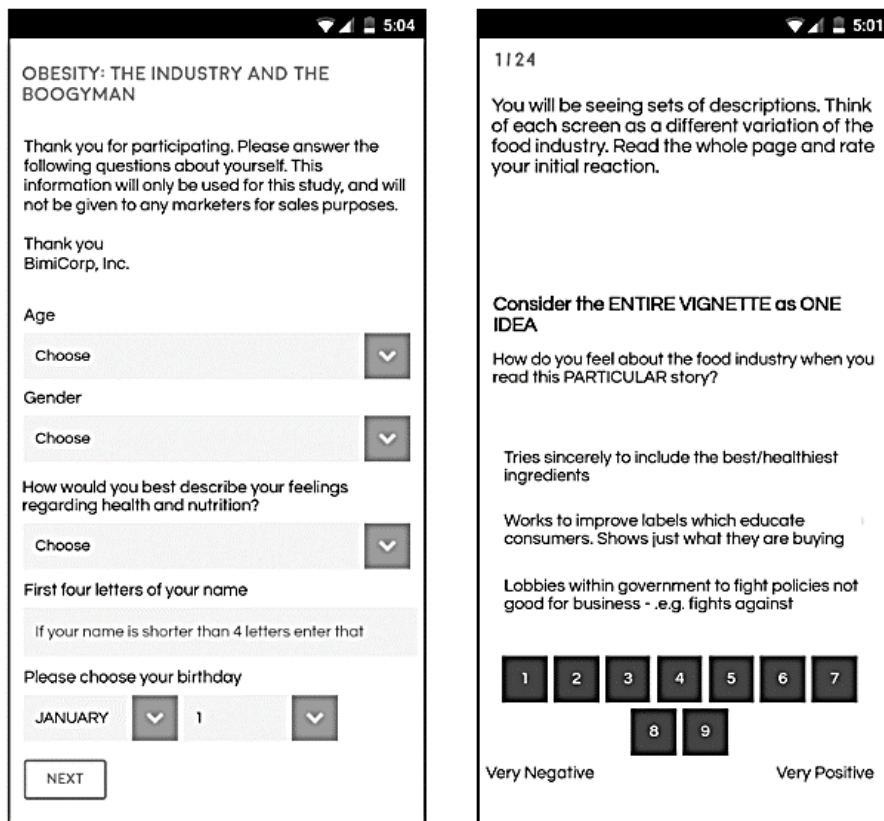 5:04
OBESITY: THE INDUSTRY AND THE
BOOGYMAN
Thank you for participating. Please answer the
following questions about yourself. This
information will only be used for this study, and will
not be given to any marketers for sales purposes.
Thank you
BimiCorp, Inc.
Age
Choose
Gender
Choose
How would you best describe your feelings
regarding health and nutrition?
Choose
First four letters of your name
If your name is shorter than 4 letters enter that
Please choose your birthday
JANUARY 1
NEXT
5:01
1/24
You will be seeing sets of descriptions. Think
of each screen as a different variation of the
food industry. Read the whole page and rate
your initial reaction.
Consider the ENTIRE VIGNETTE as ONE
IDEA
How do you feel about the food industry when you
read this PARTICULAR story?
Tries sincerely to include the best/healthiest
ingredients
Works to improve labels which educate
consumers. Shows just what they are buying
Lobbies within government to fight policies not
good for business - .e.g. fights against
1 2 3 4 5 6 7
8 9
Very Negative Very Positive